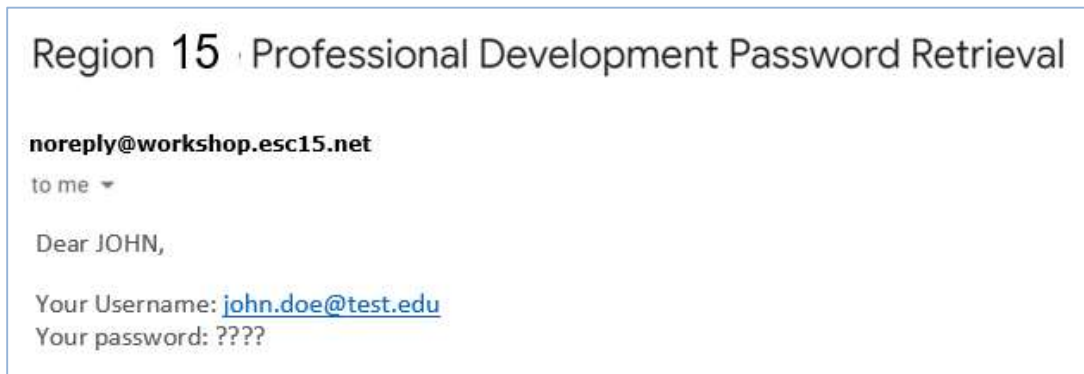 Region 15 Professional Development Password Retrieval
noreply@workshop.esc15.net
to me
Dear JOHN,
Your Username: john.doe@test.edu
Your password: ????